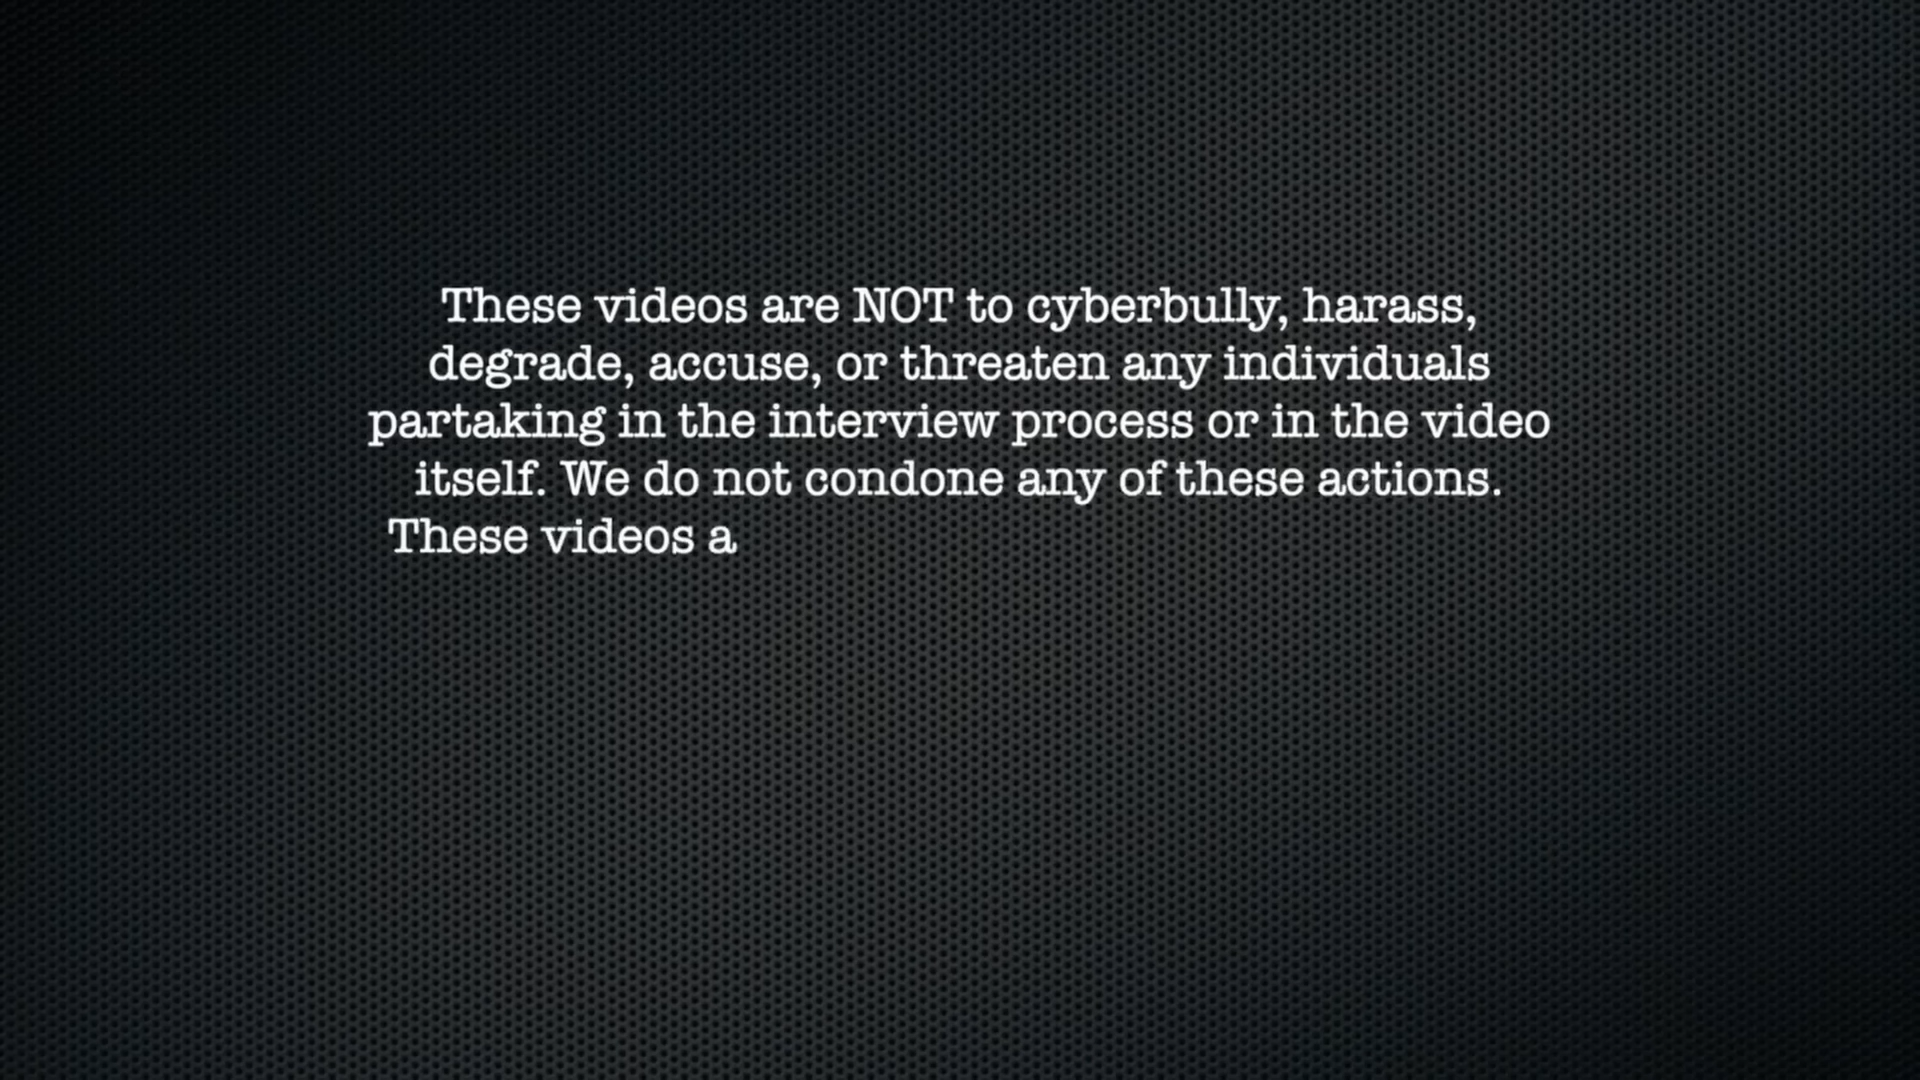 These videos are NOT to cyberbully, harass,
degrade, accuse, or threaten any individuals
partaking in the interview process or in the video
itself. We do not condone any of these actions.
These videos a